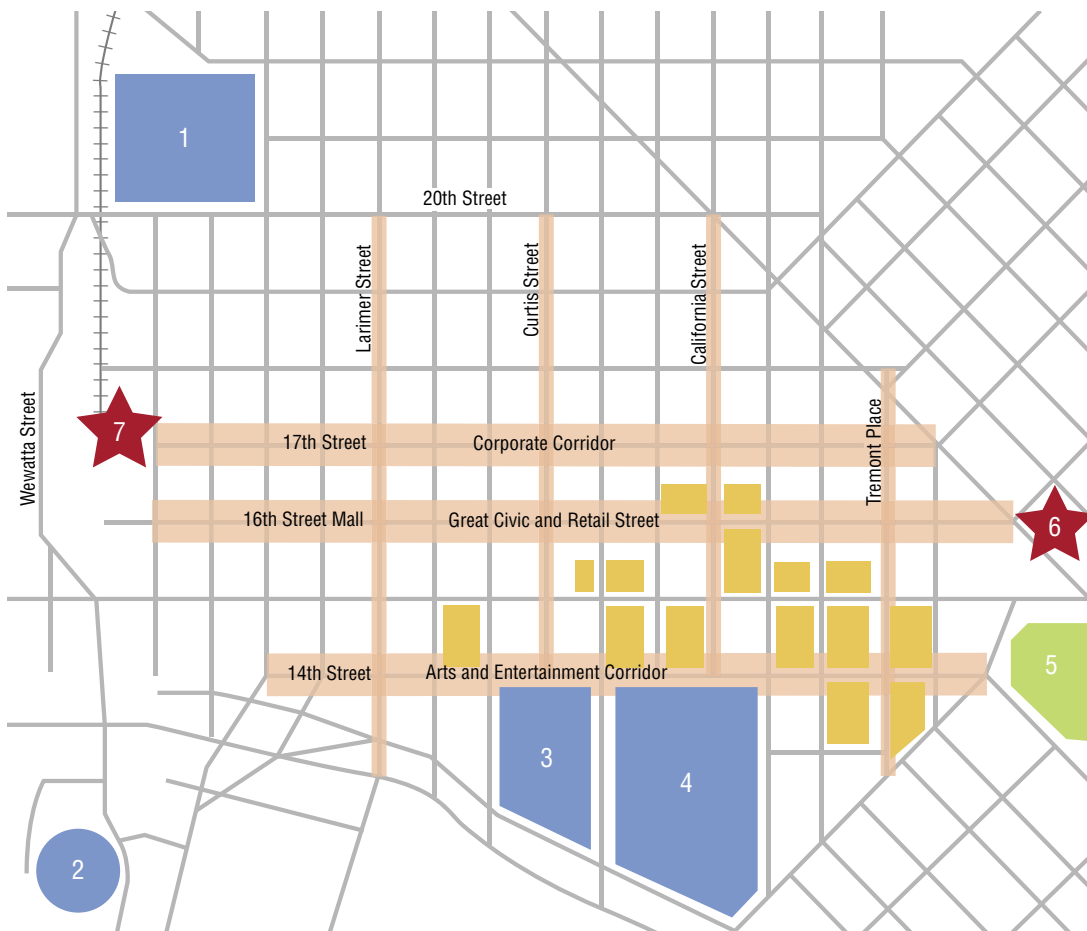 1
20th Street
Larimer Street
Curtis Street
California Street
Wewatta Street
7
17th Street
Corporate Corridor
Tremont Place
16th Street Mall
Great Civic and Retail Street
6
14th Street
Arts and Entertainment Corridor
5
3
4
2